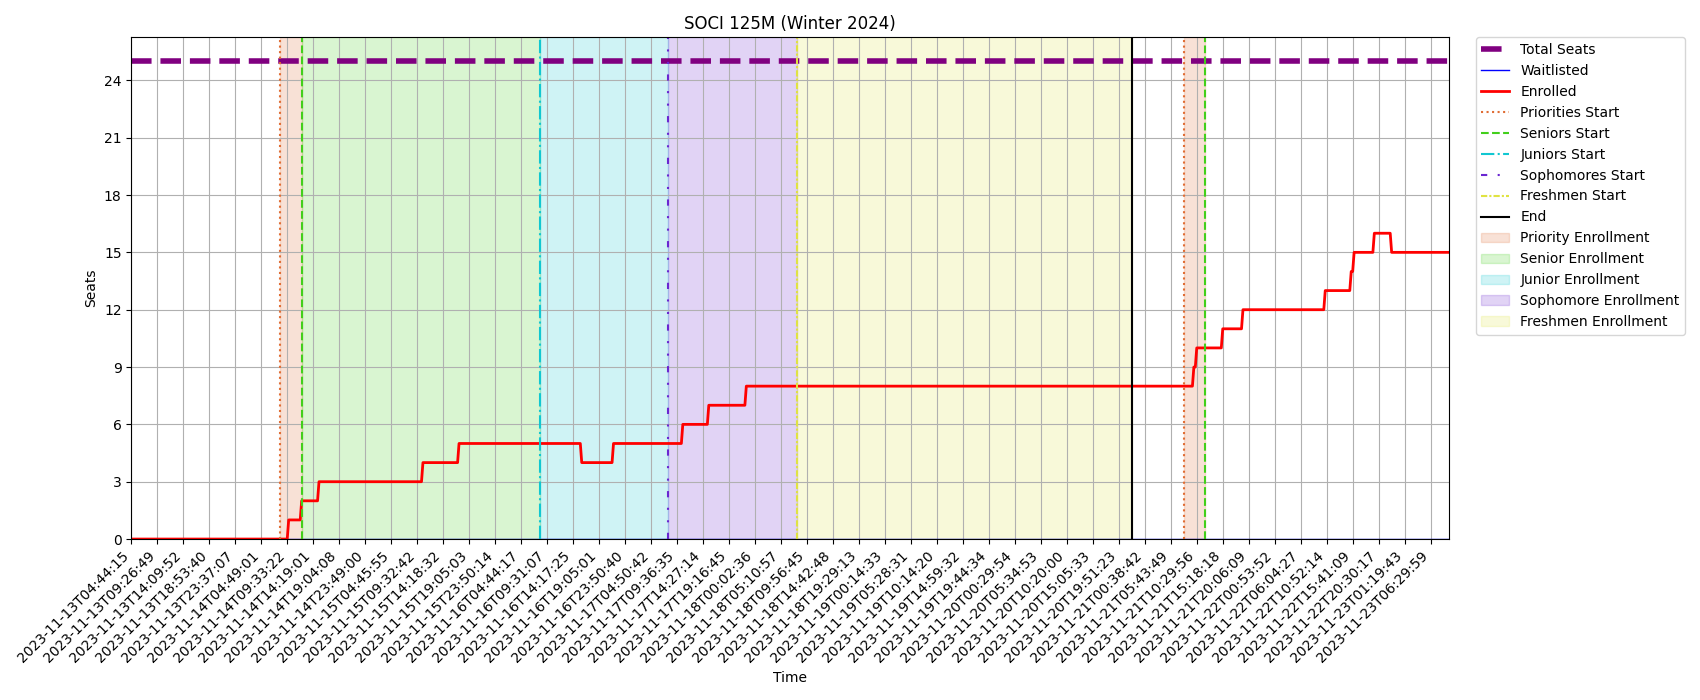 SOCI 125M (Winter 2024)
Seats
24
21
18
15
12
9
6
3
0
2023-11-13T04:44:15
2023-11-13T09:26:49
2023-11-13T14:09:52
2023-11-13T18:53:40
2023-11-13T23:37:07
2023-11-14T04:49:01
2023-11-14T09:33:22
2023-11-14T14:19:01
2023-11-14T19:04:08
2023-11-14T23:49:00
2023-11-15T04:45:55
2023-11-15T09:32:42
2023-11-15T14:18:32
2023-11-15T19:05:03
2023-11-15T23:50:14
2023-11-16T04:44:17
2023-11-16T09:31:07
2023-11-16T14:17:25
2023-11-16T19:05:01
2023-11-16T23:50:40
2023-11-17T04:50:42
2023-11-17T09:36:35
2023-11-17T14:27:14
2023-11-17T19:16:45
2023-11-18T00:02:36
2023-11-18T05:10:57
2023-11-18T09:56:45
2023-11-18T14:42:48
2023-11-18T19:29:13
2023-11-19T00:14:33
2023-11-19T05:28:31
2023-11-19T10:14:20
2023-11-19T14:59:32
2023-11-19T19:44:34
2023-11-20T00:29:54
2023-11-20T05:34:53
2023-11-20T10:20:00
2023-11-20T15:05:33
2023-11-20T19:51:23
2023-11-21T00:38:42
2023-11-21T05:43:49
2023-11-21T10:29:56
2023-11-21T15:18:18
2023-11-21T20:06:09
2023-11-22T00:53:52
2023-11-22T06:04:27
2023-11-22T10:52:14
2023-11-22T15:41:09
2023-11-22T20:30:17
2023-11-23T01:19:43
2023-11-23T06:29:59
Time
Total Seats
Waitlisted
Enrolled
Priorities Start
Seniors Start
Juniors Start
Sophomores Start
Freshmen Start
End
Priority Enrollment
Senior Enrollment
Junior Enrollment
Sophomore Enrollment
Freshmen Enrollment